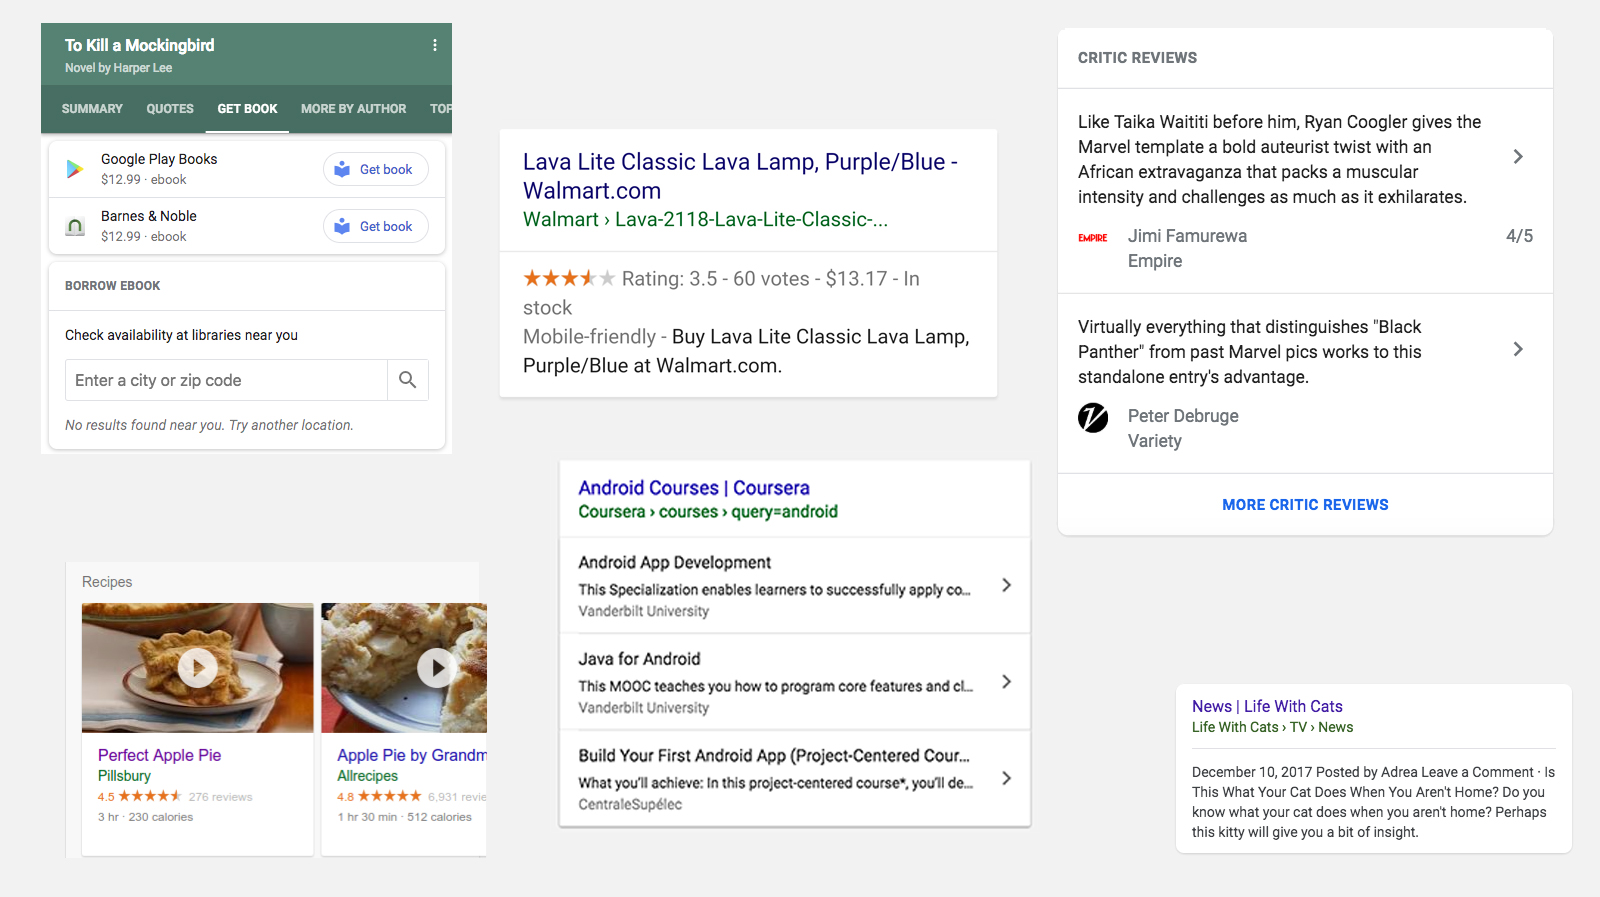 To Kill a Mockingbird
Novel by Harper Lee
SUMMARY QUOTES GET BOOK MORE BY AUTHOR TOP
Google Play Books
$12.99 · ebook
Get book
Barnes & Noble
$12.99 · ebook
Get book
BORROW EBOOK
Check availability at libraries near you
Enter a city or zip code
No results found near you. Try another location.
Lava Lite Classic Lava Lamp, Purple/Blue -
Walmart.com
Walmart › Lava-2118-Lava-Lite-Classic-...
Rating: 3.5 - 60 votes - $13.17 - In
stock
Mobile-friendly - Buy Lava Lite Classic Lava Lamp,
Purple/Blue at Walmart.com.
CRITIC REVIEWS
Like Taika Waititi before him, Ryan Coogler gives the
Marvel template a bold auteurist twist with an
African extravaganza that packs a muscular
intensity and challenges as much as it exhilarates.
EMPIRE
Jimi Famurewa
4/5
Empire
Virtually everything that distinguishes "Black
Panther" from past Marvel pics works to this
standalone entry's advantage.
V
Peter Debruge
Variety
MORE CRITIC REVIEWS
Recipes
Perfect Apple Pie
Pillsbury
4.5 276 reviews
3 hr · 230 calories
Apple Pie by Grandm
Allrecipes
4.8 6,931 revie
1 hr 30 min · 512 calories
Android Courses | Coursera
Coursera › courses › query=android
Android App Development
This Specialization enables learners to successfully apply co...
Vanderbilt University
Java for Android
This MOOC teaches you how to program core features and cl...
Vanderbilt University
Build Your First Android App (Project-Centered Cour...
What you'll achieve: In this project-centered course*, you'll de...
CentraleSupélec
News | Life With Cats
Life With Cats › TV › News
December 10, 2017 Posted by Adrea Leave a Comment · Is
This What Your Cat Does When You Aren't Home? Do you
know what your cat does when you aren't home? Perhaps
this kitty will give you a bit of insight.